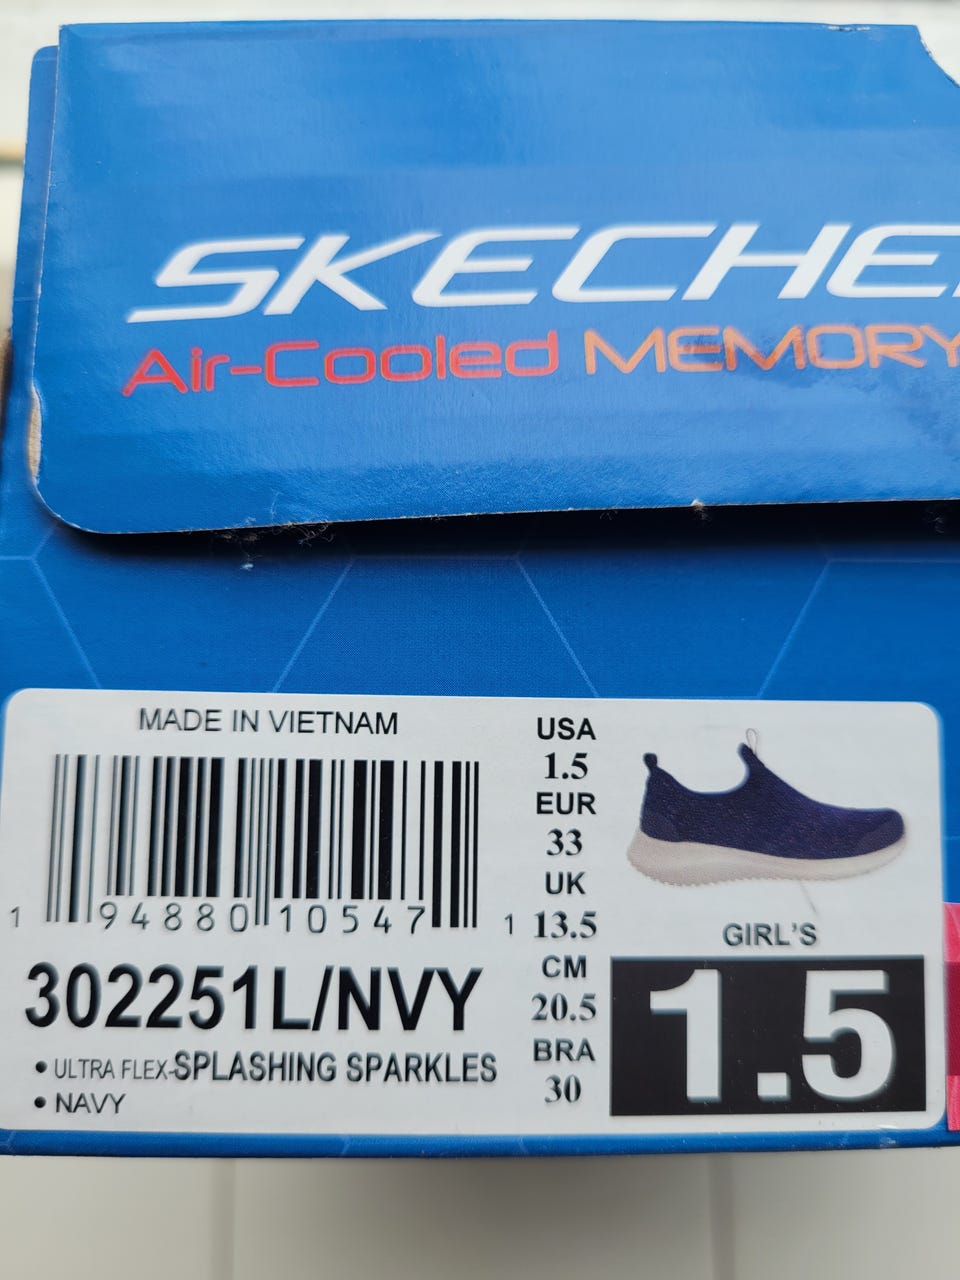 SKECHE
Air-Cooled MEMORY
MADE IN VIETNAM
1 94880 10547 1
302251L/NVY
• ULTRA FLEX-SPLASHING SPARKLES
• NAVY
USA
1.5
EUR
33
UK
13.5
CM
20.5
BRA
30
GIRL'S
1.5